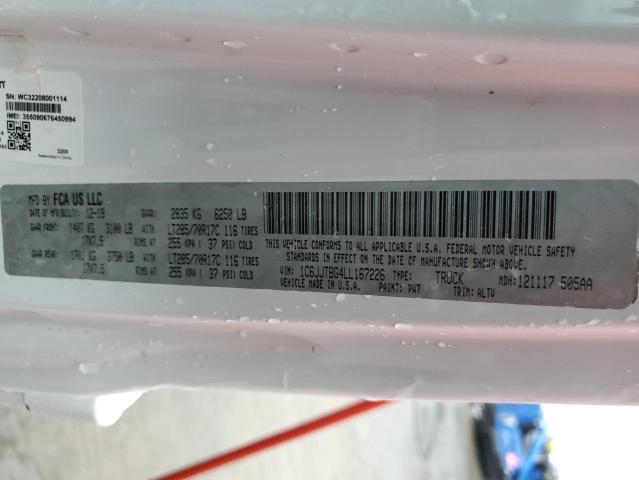 SN: WC32208001114
IMEI: 355090676450994
2209
Assembled in China
MFD BY FCA US LLC
DATE OF MFR(BUILT): 12-19 GVWR: 2835 KG 6250 LB
GAWR FRONT: 1407 KG 3100 LB WITH LT285/70R17C 116 TIRES
17X7.5 RIMS AT 255 KPA( 37 PSI) COLD
GAWR REAR: 1701 KG 3750 LB WITH LT285/70R17C 116 TIRES
17X7.5 RIMS AT 255 KPA( 37 PSI) COLD
THIS VEHICLE CONFORMS TO ALL APPLICABLE U.S.A. FEDERAL MOTOR VEHICLE SAFETY
STANDARDS IN EFFECT ON THE DATE OF MANUFACTURE SHOWN ABOVE.
VIN: 1C6JJTBG4LL167226 TYPE: TRUCK MDH: 121117 505AA
VEHICLE MADE IN U.S.A. PAINT: PW7 TRIM: ALTV